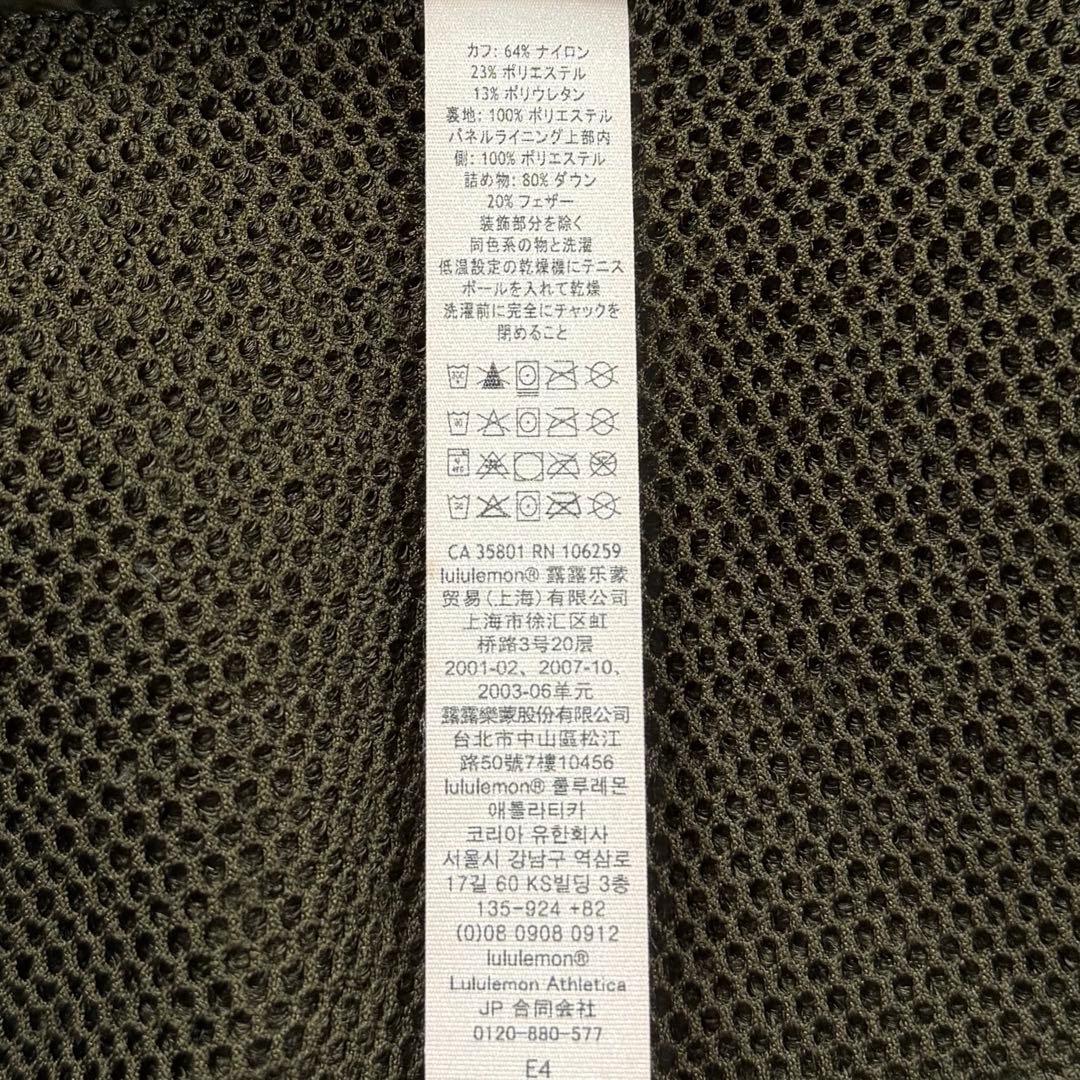 カフ: 64% ナイロン
23% ポリエステル
13% ポリウレタン
裏地: 100% ポリエステル
パネルライニング上部内
側: 100% ポリエステル
詰め物: 80% ダウン
20% フェザー
装飾部分を除く
同色系の物と洗濯
低温設定の乾燥機にテニス
ボールを入れて乾燥
洗濯前に完全にチャックを
閉めること
CA 35801 RN 106259
lululemon® 露露乐蒙
贸易(上海)有限公司
上海市徐汇区虹
桥路3号20层
2001-02、2007-10、
2003-06单元
露露樂蒙股份有限公司
台北市中山區松江
路50號7樓10456
lululemon® 룰루레몬
애틀라티카
코리아 유한회사
서울시 강남구 역삼로
17길 60 KS빌딩 3층
135-924 +82
(0)08 0908 0912
lululemon®
Lululemon Athletica
JP 合同会社
0120-880-577
E4